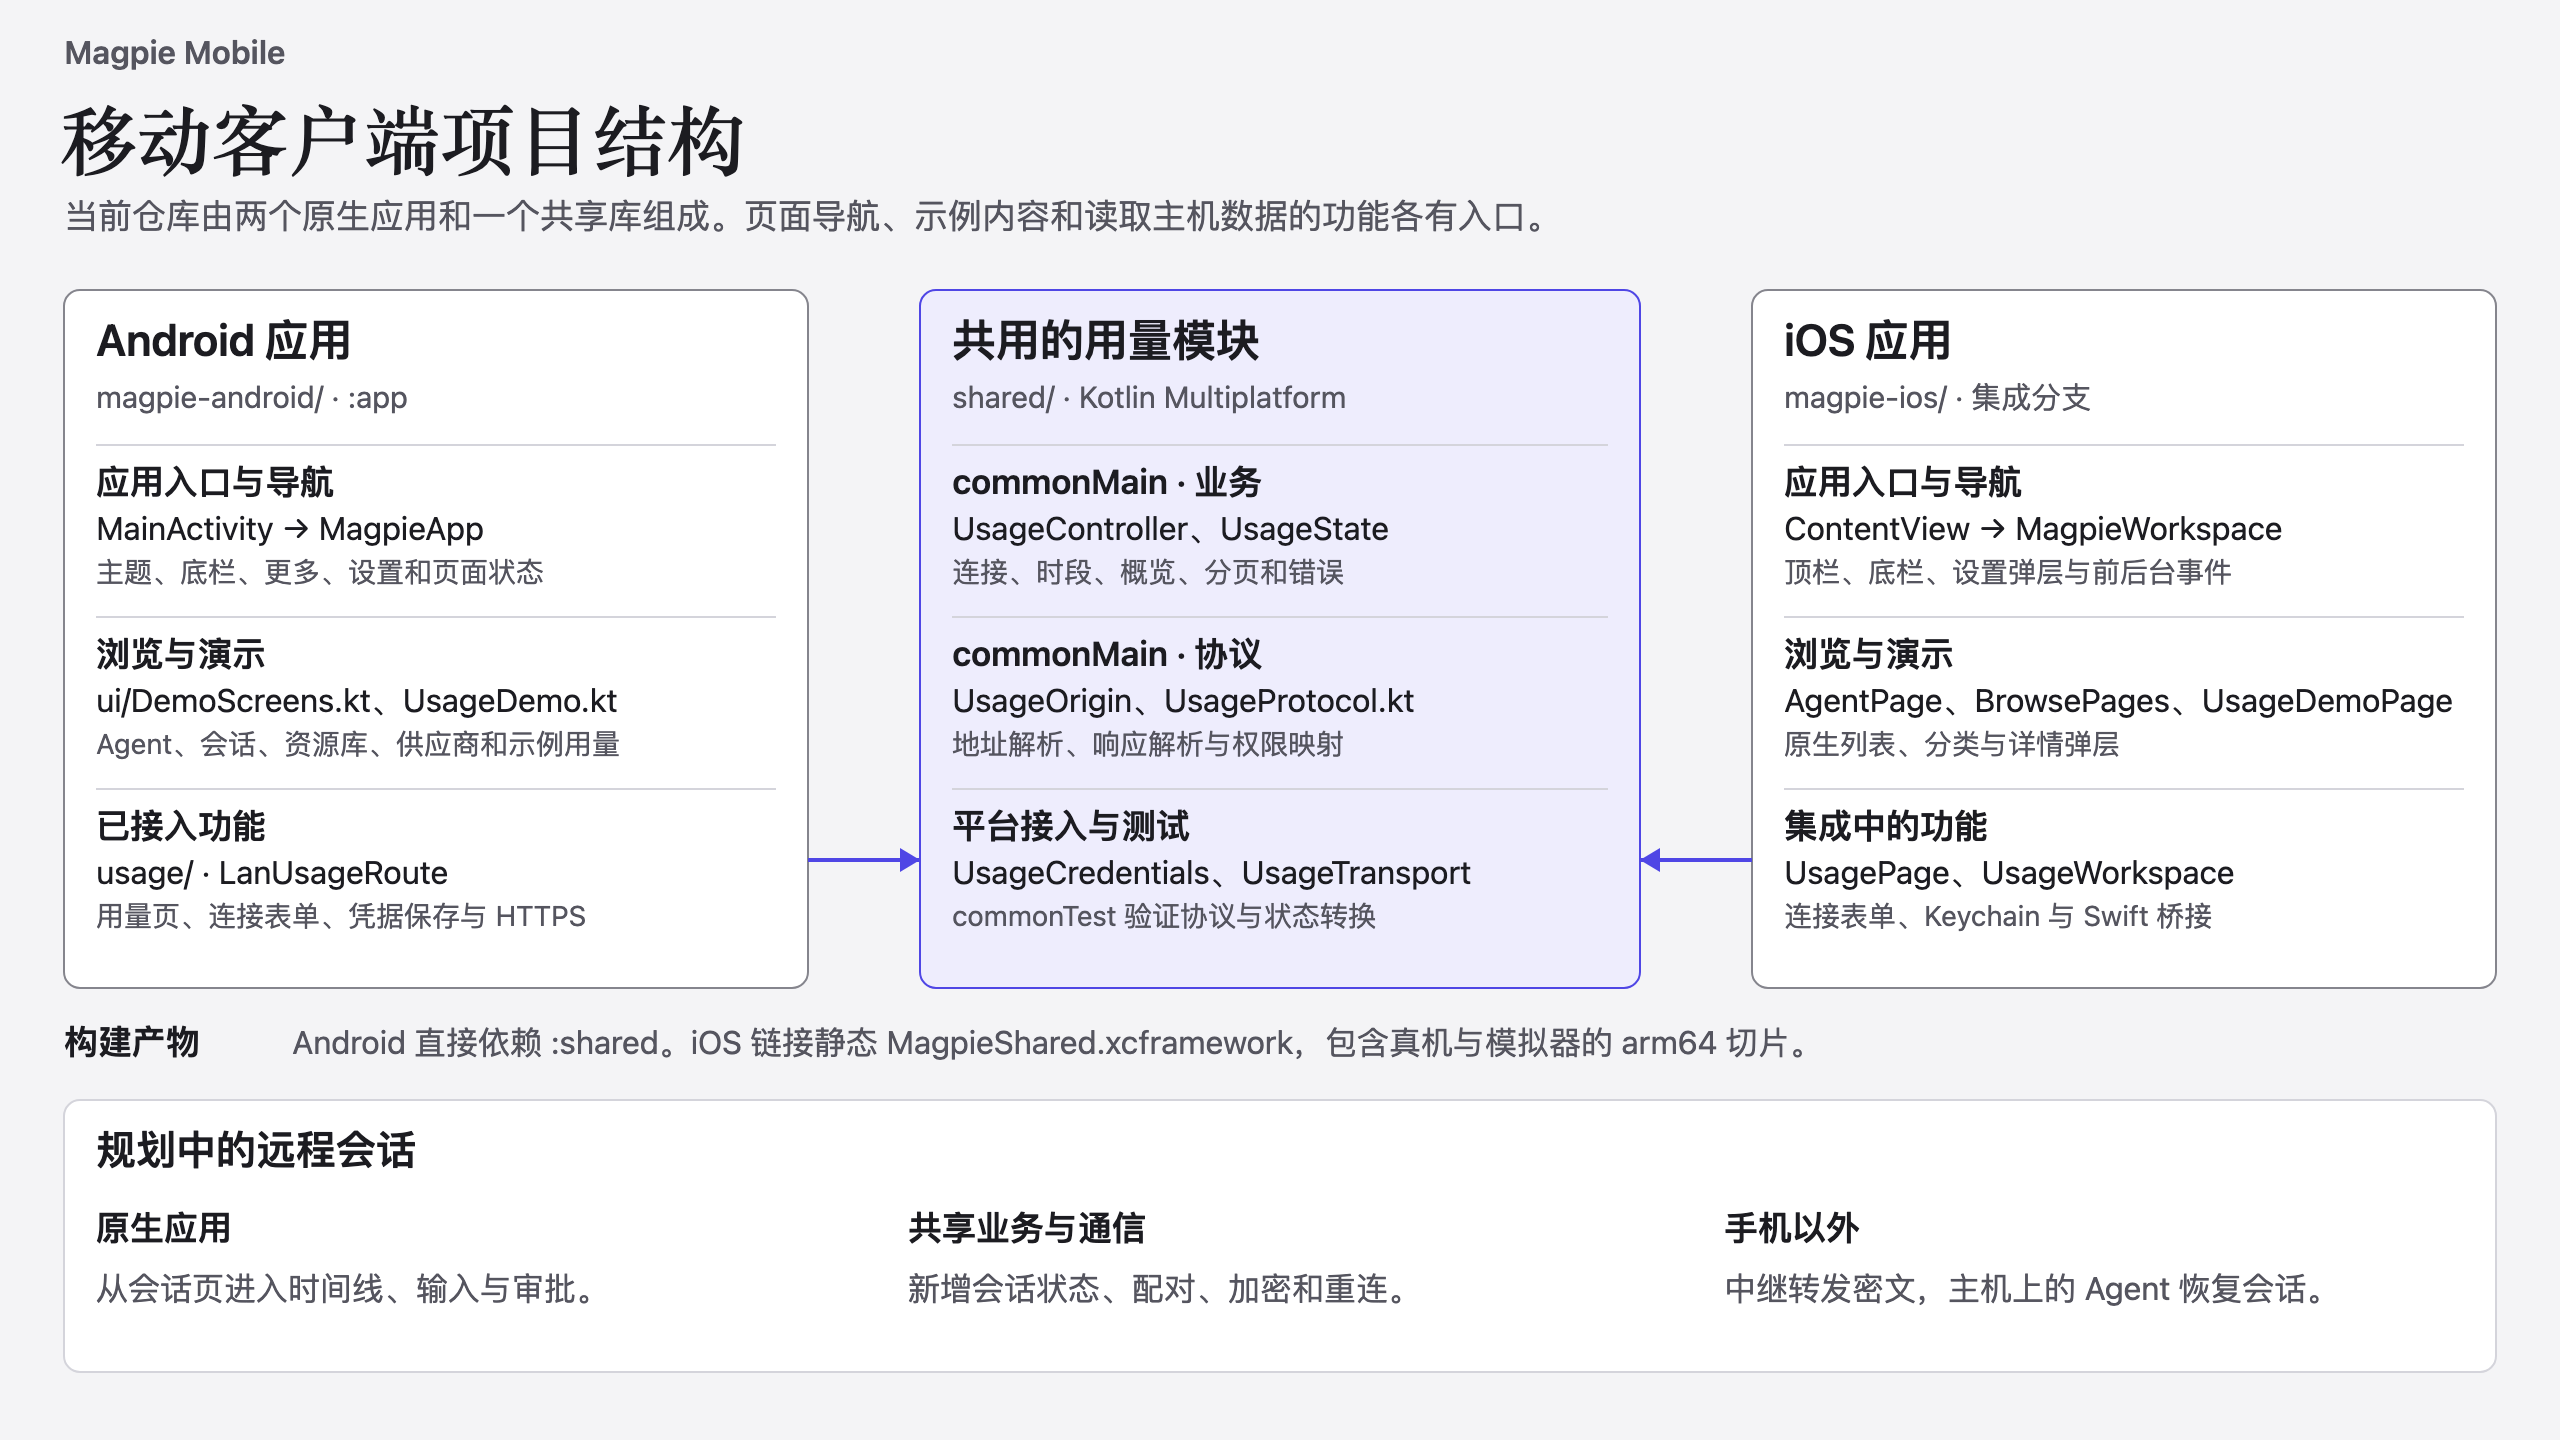 Magpie Mobile
移动客户端项目结构
当前仓库由两个原生应用和一个共享库组成。页面导航、示例内容和读取主机数据的功能各有入口。
Android 应用
magpie-android/ · :app
应用入口与导航
MainActivity → MagpieApp
主题、底栏、更多、设置和页面状态
浏览与演示
ui/DemoScreens.kt、UsageDemo.kt
Agent、会话、资源库、供应商和示例用量
已接入功能
usage/ · LanUsageRoute
用量页、连接表单、凭据保存与 HTTPS
共用的用量模块
shared/ · Kotlin Multiplatform
commonMain · 业务
UsageController、UsageState
连接、时段、概览、分页和错误
commonMain · 协议
UsageOrigin、UsageProtocol.kt
地址解析、响应解析与权限映射
平台接入与测试
UsageCredentials、UsageTransport
commonTest 验证协议与状态转换
iOS 应用
magpie-ios/ · 集成分支
应用入口与导航
ContentView → MagpieWorkspace
顶栏、底栏、设置弹层与前后台事件
浏览与演示
AgentPage、BrowsePages、UsageDemoPage
原生列表、分类与详情弹层
集成中的功能
UsagePage、UsageWorkspace
连接表单、Keychain 与 Swift 桥接
构建产物 Android 直接依赖 :shared。iOS 链接静态 MagpieShared.xcframework，包含真机与模拟器的 arm64 切片。
规划中的远程会话
原生应用
从会话页进入时间线、输入与审批。
共享业务与通信
新增会话状态、配对、加密和重连。
手机以外
中继转发密文，主机上的 Agent 恢复会话。